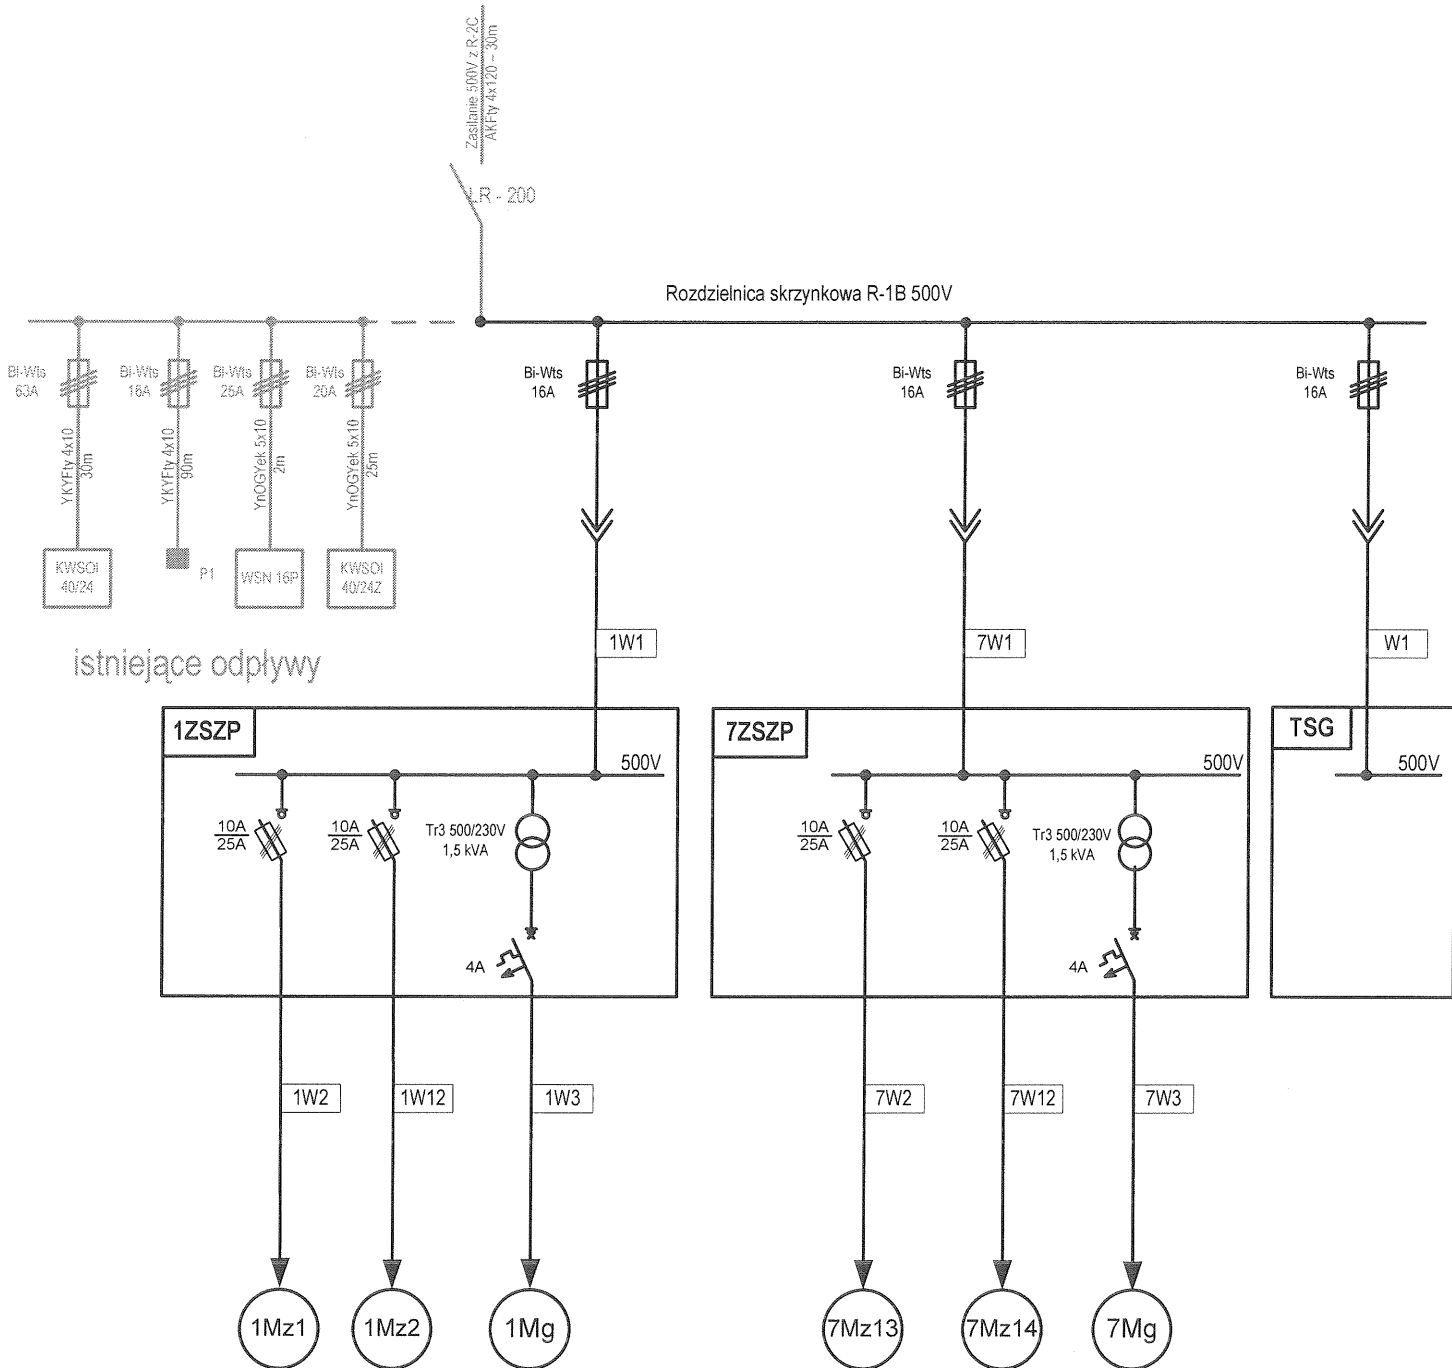 Zasilanie 500V z R-2C
AKFty 4x120 – 30m
LR - 200
Rozdzielnica skrzynkowa R-1B 500V
Bi-Wts
63A
Bi-Wts
16A
Bi-Wts
25A
Bi-Wts
20A
Bi-Wts
16A
Bi-Wts
16A
Bi-Wts
16A
YKYFty 4x10
30m
YKYFty 4x10
90m
YnOGYek 5x10
2m
YnOGYek 5x10
25m
KWSOI
40/24
P1
WSN 16P
KWSOI
40/24Z
istniejące odpływy
1W1
7W1
W1
1ZSZP
500V
10A
25A
10A
25A
Tr3 500/230V
1,5 kVA
4A
7ZSZP
500V
10A
25A
10A
25A
Tr3 500/230V
1,5 kVA
4A
TSG
500V
1W2
1W12
1W3
7W2
7W12
7W3
1Mz1
1Mz2
1Mg
7Mz13
7Mz14
7Mg